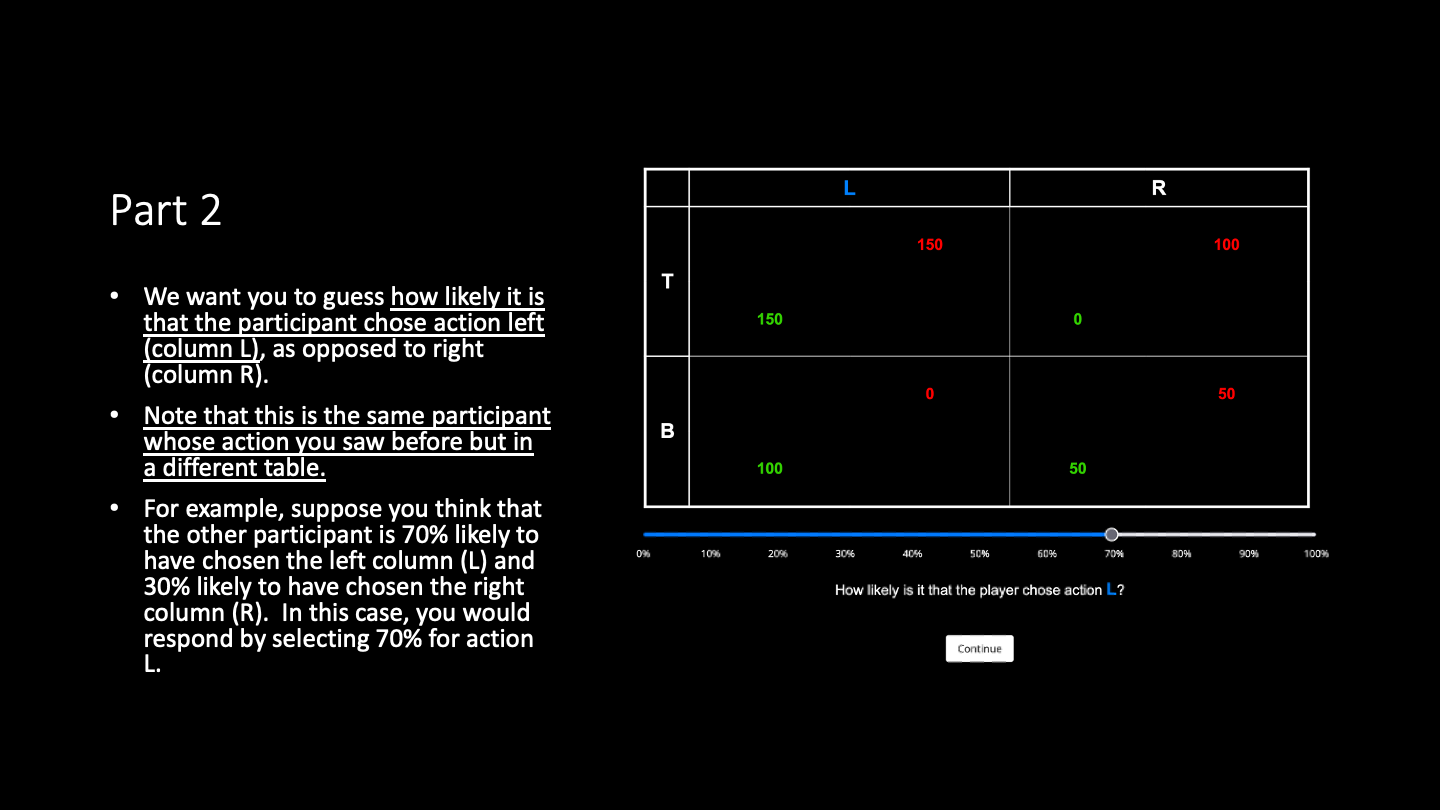 Part 2
• We want you to guess how likely it is
that the participant chose action left
(column L), as opposed to right
(column R).
• Note that this is the same participant
whose action you saw before but in
a different table.
• For example, suppose you think that
the other participant is 70% likely to
have chosen the left column (L) and
30% likely to have chosen the right
column (R).  In this case, you would
respond by selecting 70% for action
L.
L R
150 100
T
150 0
0 50
B
100 50
0% 10% 20% 30% 40% 50% 60% 70% 80% 90% 100%
How likely is it that the player chose action L?
Continue